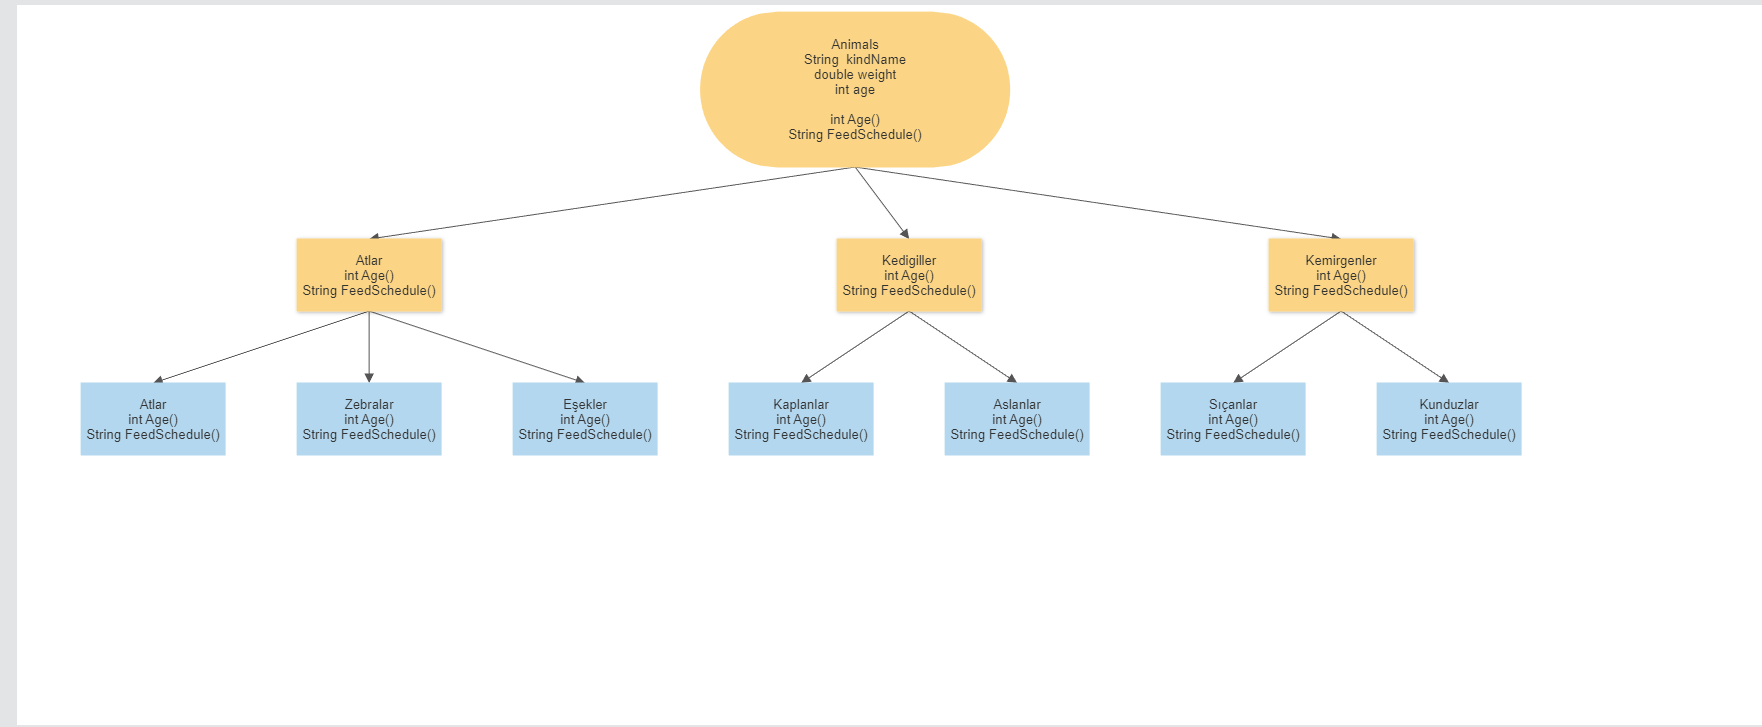 Animals
String  kindName
double weight
int age
int Age()
String FeedSchedule()
Atlar
int Age()
String FeedSchedule()
Kedigiller
int Age()
String FeedSchedule()
Kemirgenler
int Age()
String FeedSchedule()
Atlar
int Age()
String FeedSchedule()
Zebralar
int Age()
String FeedSchedule()
Eşekler
int Age()
String FeedSchedule()
Kaplanlar
int Age()
String FeedSchedule()
Aslanlar
int Age()
String FeedSchedule()
Sıçanlar
int Age()
String FeedSchedule()
Kunduzlar
int Age()
String FeedSchedule()